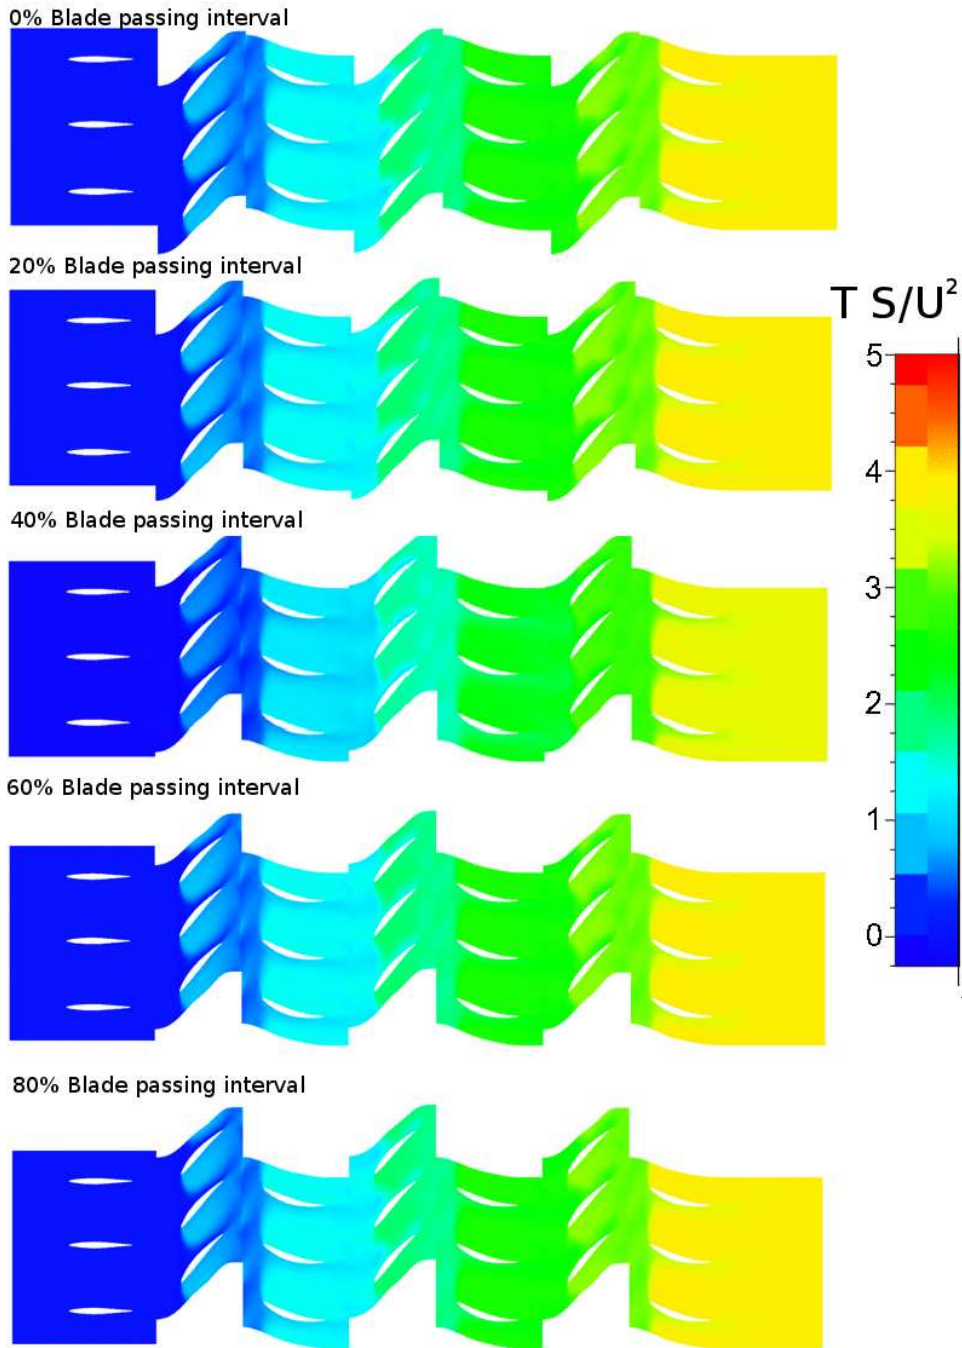 0% Blade passing interval
20% Blade passing interval
T S/U²
5
40% Blade passing interval
4
3
2
60% Blade passing interval
1
0
80% Blade passing interval